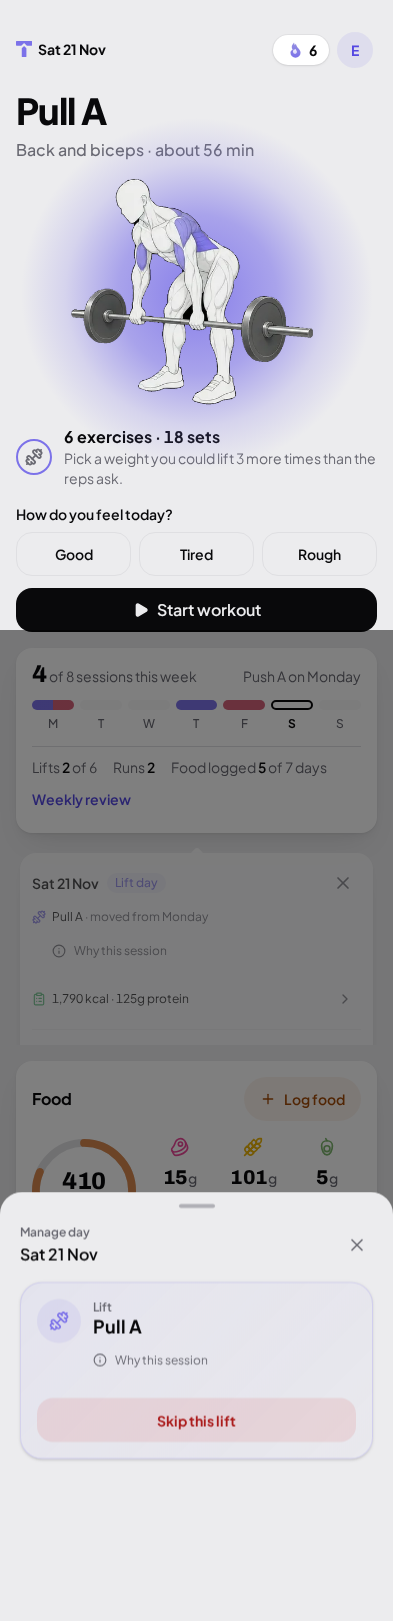 Sat 21 Nov
6
E
Pull A
Back and biceps · about 56 min
6 exercises · 18 sets
Pick a weight you could lift 3 more times than the
reps ask.
How do you feel today?
Good Tired Rough
Start workout
4 of 8 sessions this week Push A on Monday
M T W T F S S
Lifts 2 of 6 Runs 2 Food logged 5 of 7 days
Weekly review
Sat 21 Nov Lift day
Pull A · moved from Monday
Why this session
1,790 kcal · 125g protein
Food
Log food
410 15g 101g 5g
Manage day
Sat 21 Nov
Lift
Pull A
Why this session
Skip this lift